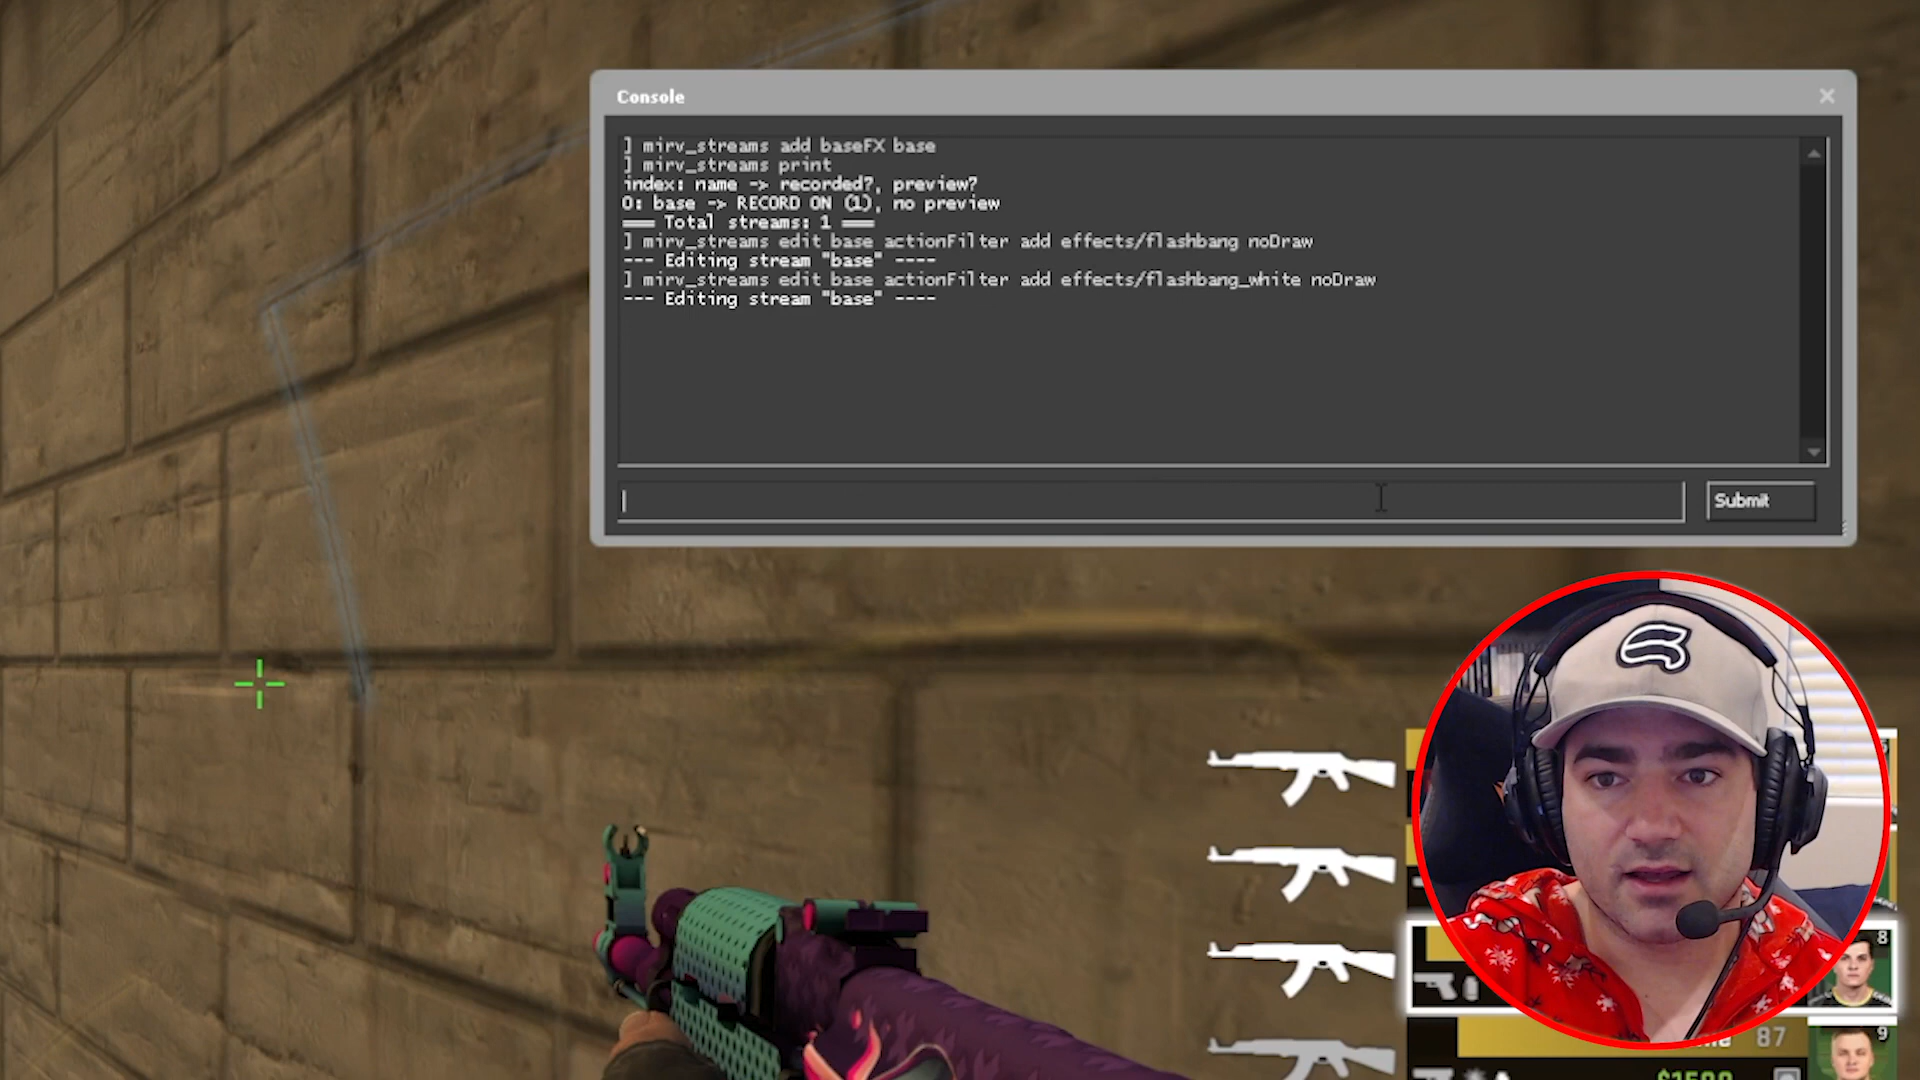 Console
] mirv_streams add baseFX base
] mirv_streams print
index: name -> recorded?, preview?
0: base -> RECORD ON (1), no preview
=== Total streams: 1 ===
] mirv_streams edit base actionFilter add effects/flashbang noDraw
--- Editing stream "base" ----
] mirv_streams edit base actionFilter add effects/flashbang_white noDraw
--- Editing stream "base" ----
Submit
8
87
9
$1500